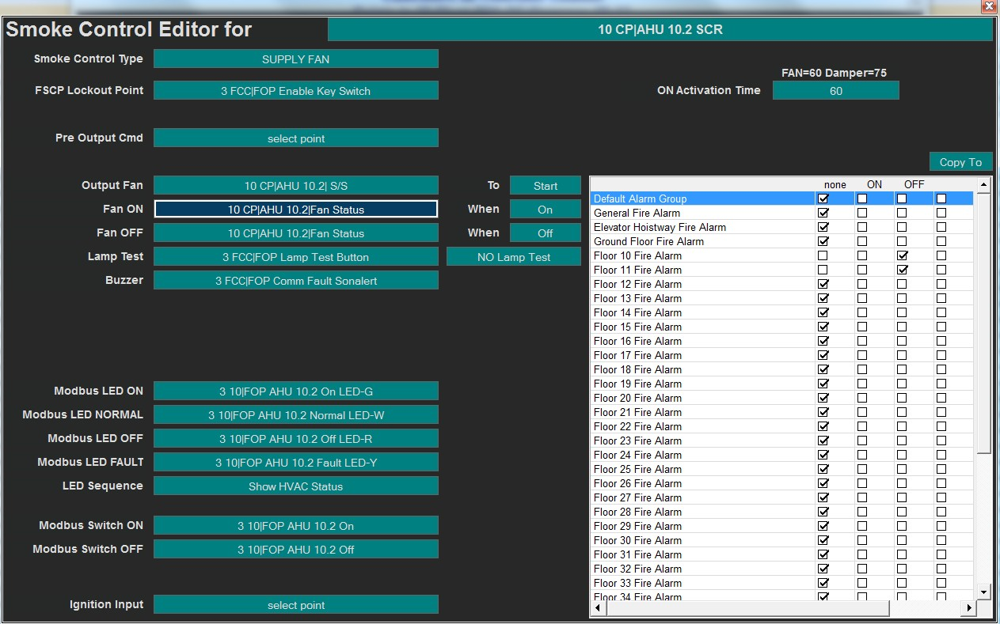 Smoke Control Editor for 10 CP|AHU 10.2 SCR
Smoke Control Type SUPPLY FAN
FAN=60 Damper=75
FSCP Lockout Point 3 FCC|FOP Enable Key Switch ON Activation Time 60
Pre Output Cmd select point
Copy To
Output Fan 10 CP|AHU 10.2| S/S To Start
Fan ON 10 CP|AHU 10.2|Fan Status When On
Fan OFF 10 CP|AHU 10.2|Fan Status When Off
Lamp Test 3 FCC|FOP Lamp Test Button NO Lamp Test
Buzzer 3 FCC|FOP Comm Fault Sonalert
Modbus LED ON 3 10|FOP AHU 10.2 On LED-G
Modbus LED NORMAL 3 10|FOP AHU 10.2 Normal LED-W
Modbus LED OFF 3 10|FOP AHU 10.2 Off LED-R
Modbus LED FAULT 3 10|FOP AHU 10.2 Fault LED-Y
LED Sequence Show HVAC Status
Modbus Switch ON 3 10|FOP AHU 10.2 On
Modbus Switch OFF 3 10|FOP AHU 10.2 Off
Ignition Input select point
none ON OFF
Default Alarm Group
General Fire Alarm
Elevator Hoistway Fire Alarm
Ground Floor Fire Alarm
Floor 10 Fire Alarm
Floor 11 Fire Alarm
Floor 12 Fire Alarm
Floor 13 Fire Alarm
Floor 14 Fire Alarm
Floor 15 Fire Alarm
Floor 16 Fire Alarm
Floor 17 Fire Alarm
Floor 18 Fire Alarm
Floor 19 Fire Alarm
Floor 20 Fire Alarm
Floor 21 Fire Alarm
Floor 22 Fire Alarm
Floor 23 Fire Alarm
Floor 24 Fire Alarm
Floor 25 Fire Alarm
Floor 26 Fire Alarm
Floor 27 Fire Alarm
Floor 28 Fire Alarm
Floor 29 Fire Alarm
Floor 30 Fire Alarm
Floor 31 Fire Alarm
Floor 32 Fire Alarm
Floor 33 Fire Alarm
Floor 34 Fire Alarm